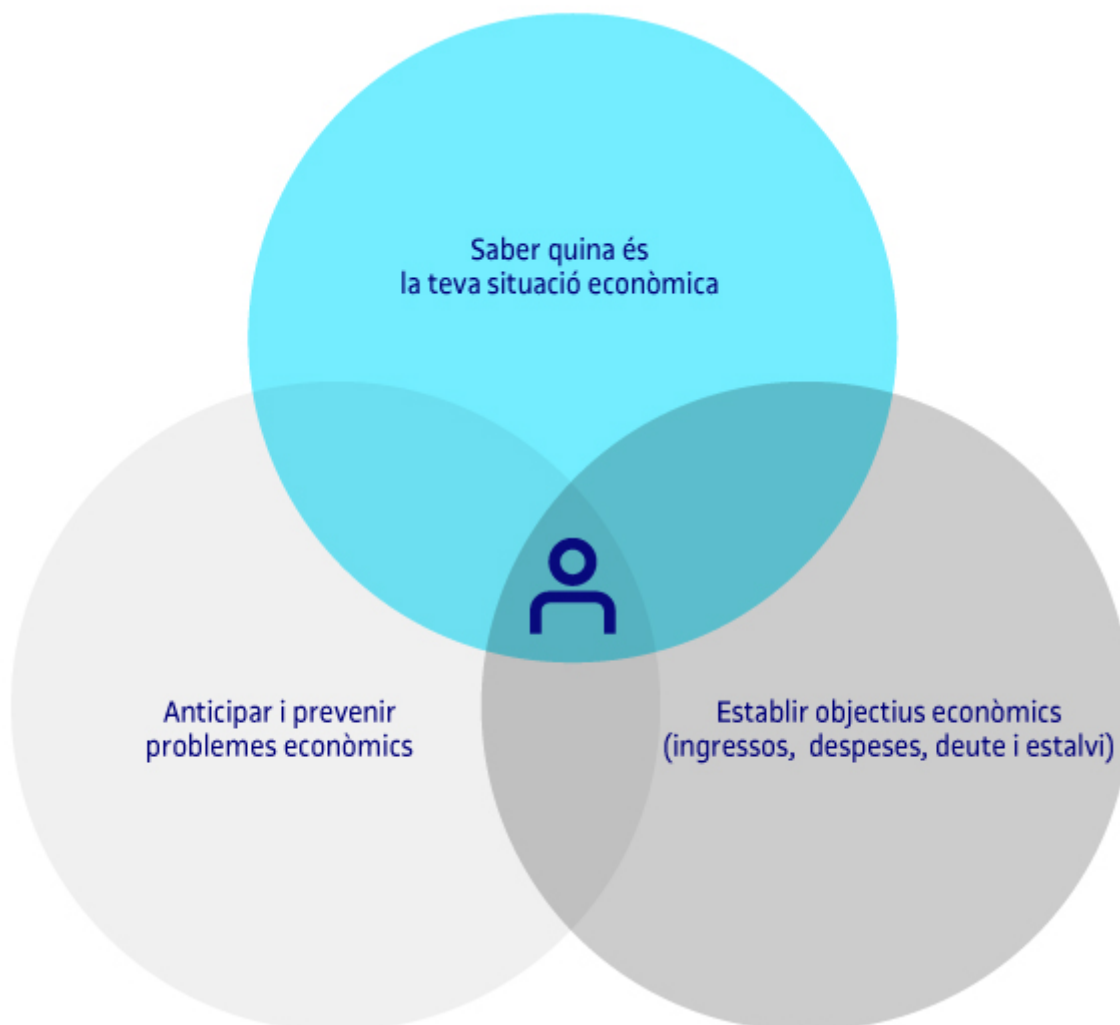 Saber quina és
la teva situació econòmica
Anticipar i prevenir
problemes econòmics
Establir objectius econòmics
(ingressos,  despeses, deute i estalvi)